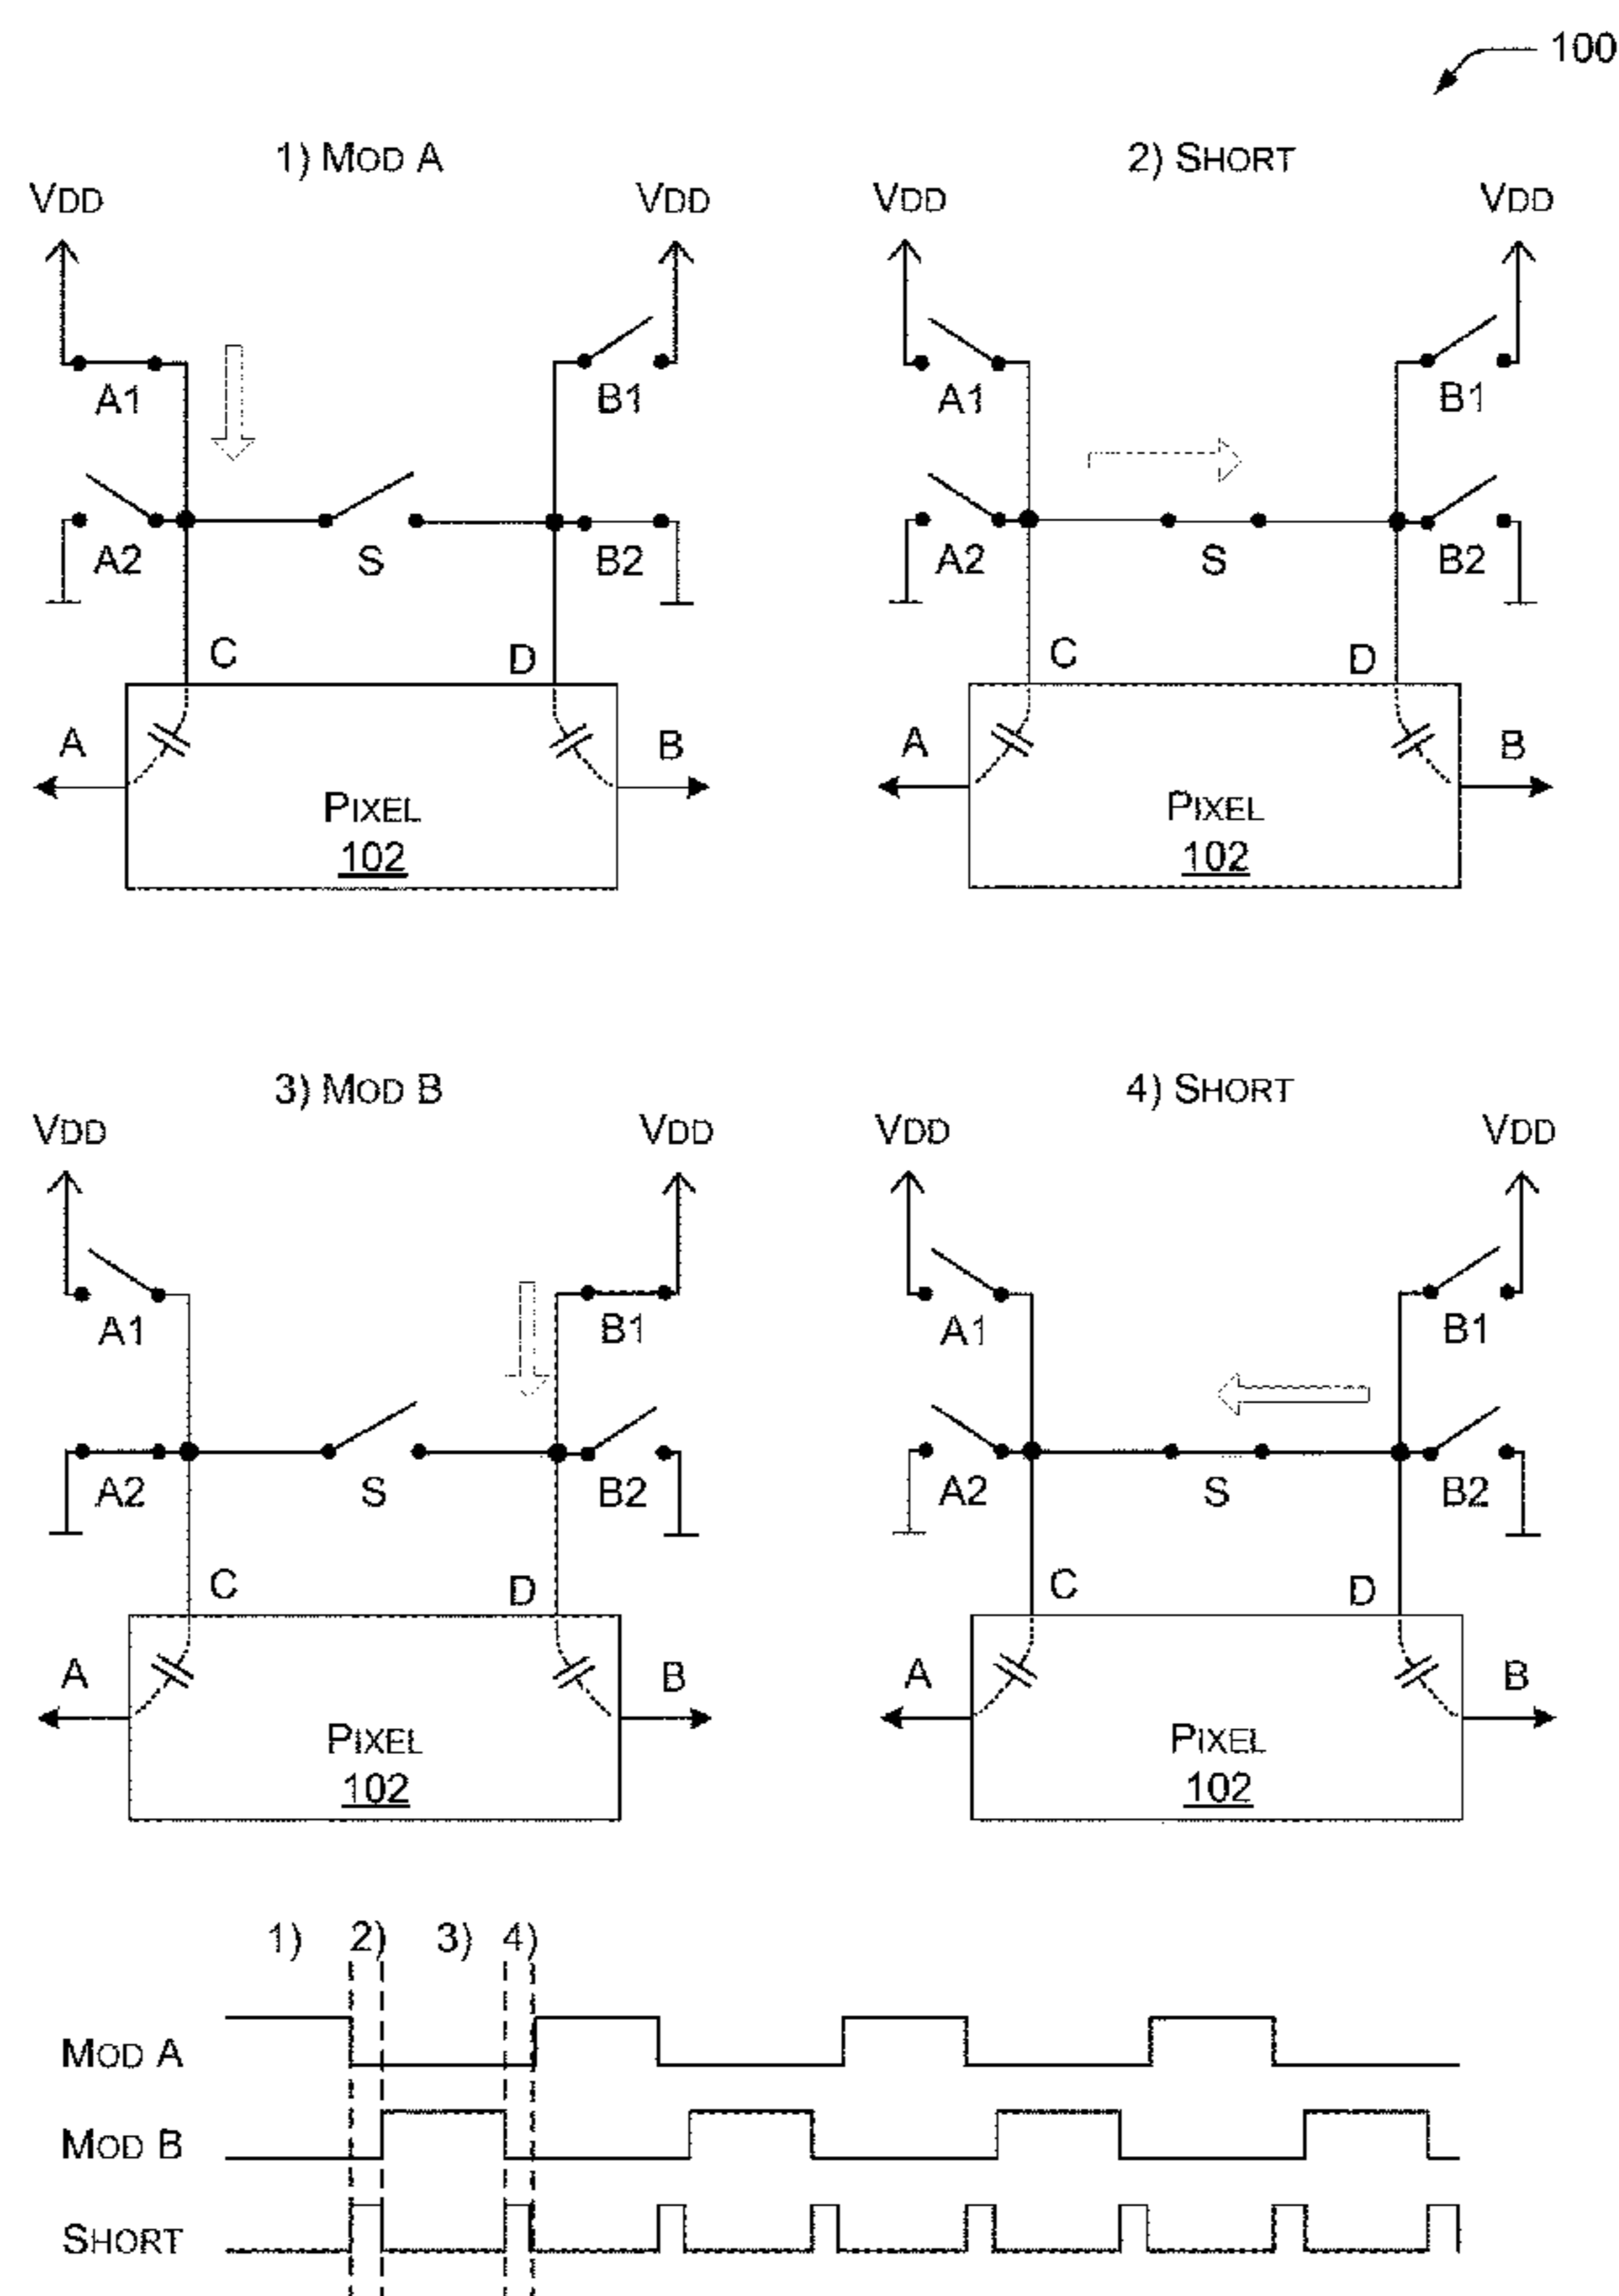 100
1) MOD A
2) SHORT
VDD
VDD
VDD
VDD
A1
B1
A1
B1
A2
S
B2
A2
S
B2
C
D
C
D
A
B
A
B
PIXEL
102
PIXEL
102
3) MOD B
4) SHORT
VDD
VDD
VDD
VDD
A1
B1
A1
B1
A2
S
B2
A2
S
B2
C
D
C
D
A
B
A
B
PIXEL
102
PIXEL
102
1) 2) 3) 4)
MOD A
MOD B
SHORT